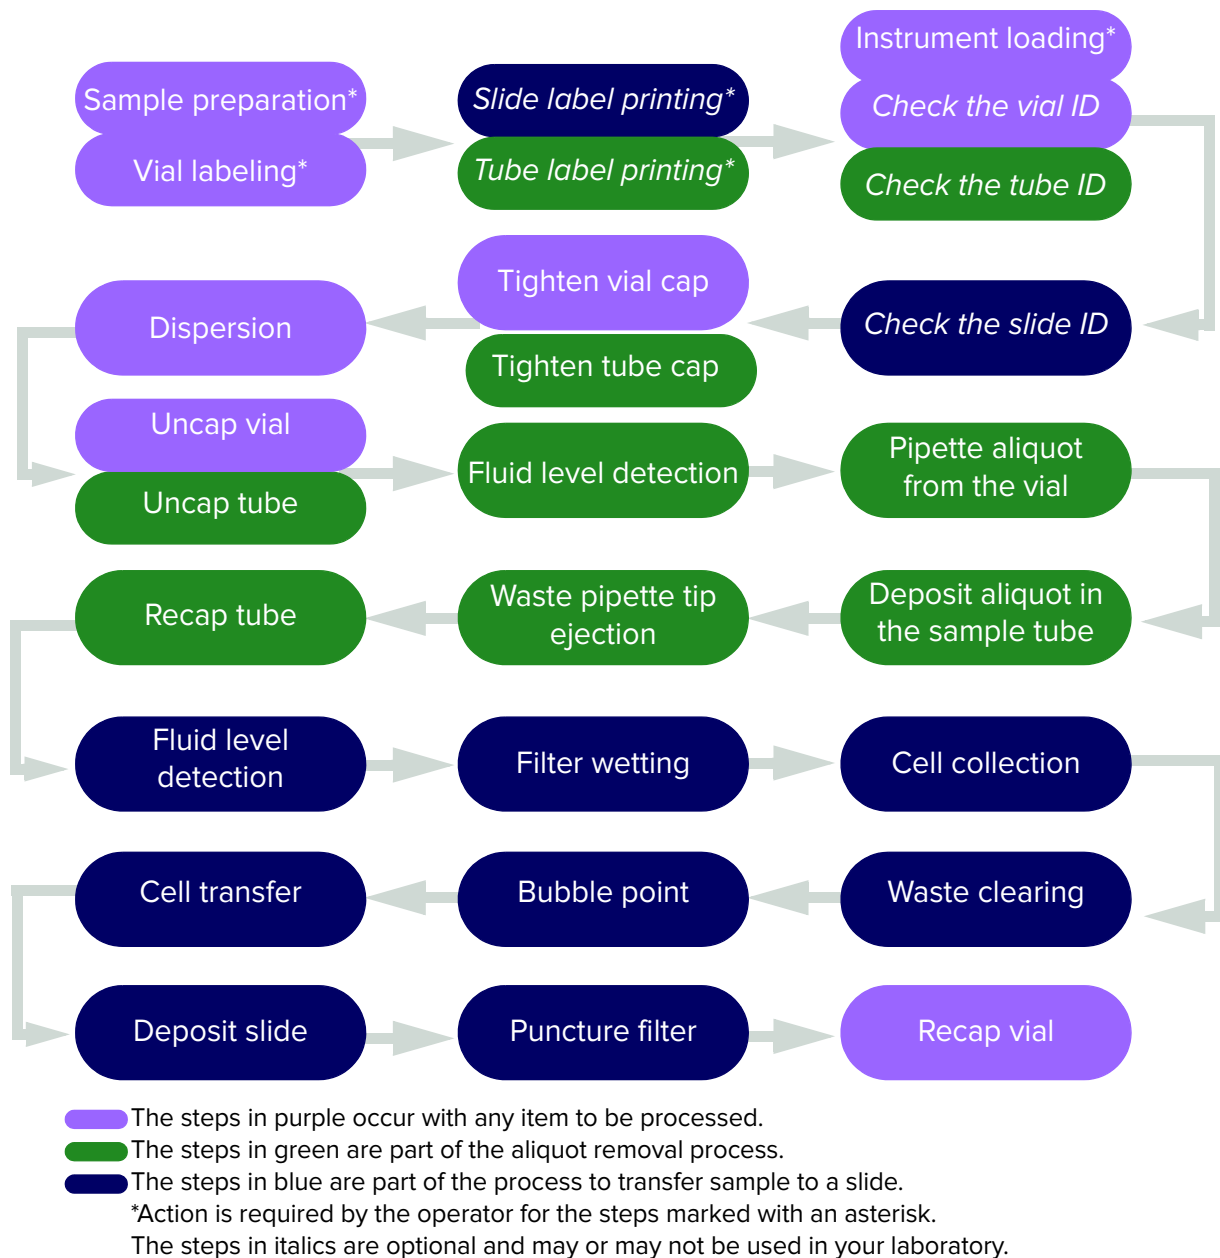 Sample preparation*
Vial labeling*
Slide label printing*
Tube label printing*
Instrument loading*
Check the vial ID
Check the tube ID
Check the slide ID
Tighten vial cap
Tighten tube cap
Dispersion
Uncap vial
Uncap tube
Fluid level detection
Pipette aliquot
from the vial
Deposit aliquot in
the sample tube
Waste pipette tip
ejection
Recap tube
Fluid level
detection
Filter wetting
Cell collection
Waste clearing
Bubble point
Cell transfer
Deposit slide
Puncture filter
Recap vial
The steps in purple occur with any item to be processed.
The steps in green are part of the aliquot removal process.
The steps in blue are part of the process to transfer sample to a slide.
*Action is required by the operator for the steps marked with an asterisk.
The steps in italics are optional and may or may not be used in your laboratory.